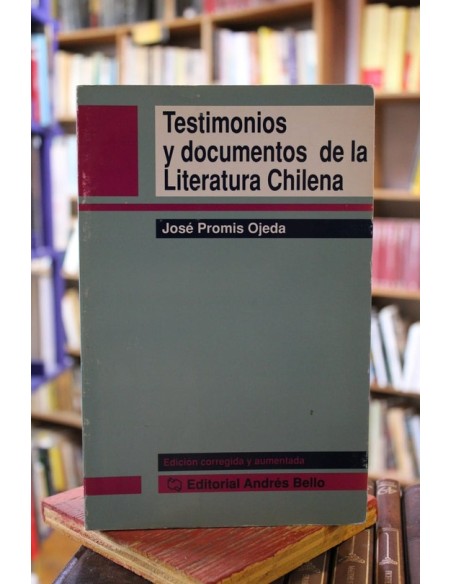 Testimonios
y documentos de la
Literatura Chilena
José Promis Ojeda
Edición corregida y aumentada
Editorial Andrés Bello